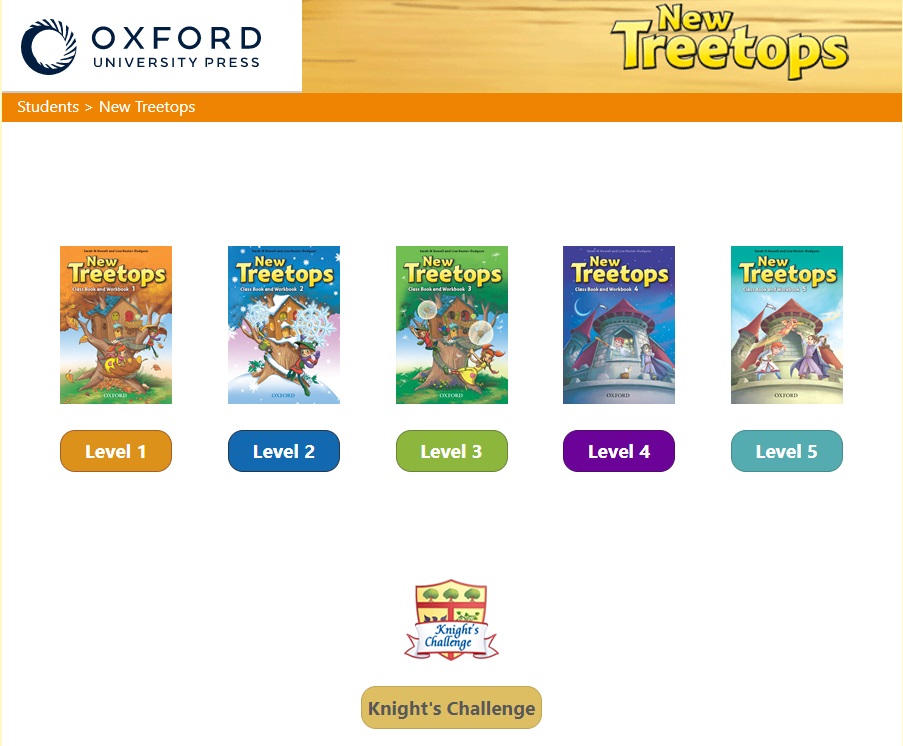 OXFORD
UNIVERSITY PRESS
New
Treetops
Students > New Treetops
New
Treetops
Class Book and Workbook 1
OXFORD
New
Treetops
Class Book and Workbook 2
OXFORD
New
Treetops
Class Book and Workbook 3
OXFORD
New
Treetops
Class Book and Workbook 4
OXFORD
New
Treetops
Class Book and Workbook 5
OXFORD
Level 1
Level 2
Level 3
Level 4
Level 5
Knight's
Challenge
Knight's Challenge